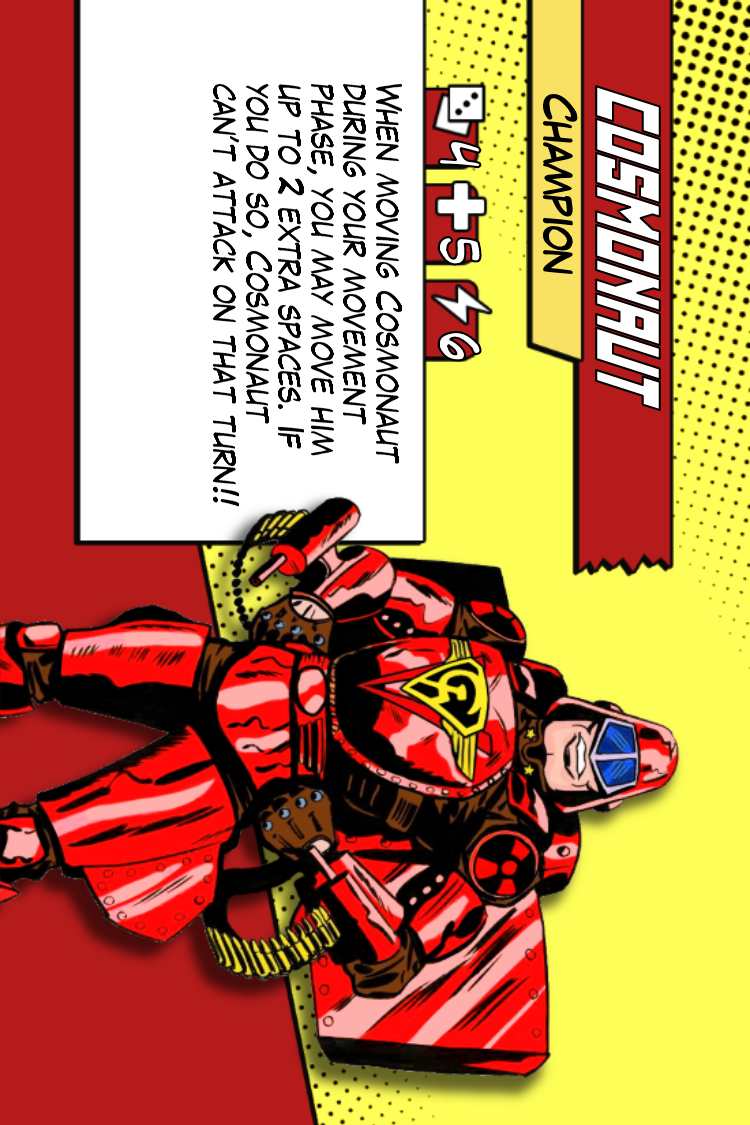 COSMONAUT
CHAMPION
4 5 6
WHEN MOVING COSMONAUT
DURING YOUR MOVEMENT
PHASE, YOU MAY MOVE HIM
UP TO 2 EXTRA SPACES. IF
YOU DO SO, COSMONAUT
CAN'T ATTACK ON THAT TURN!!